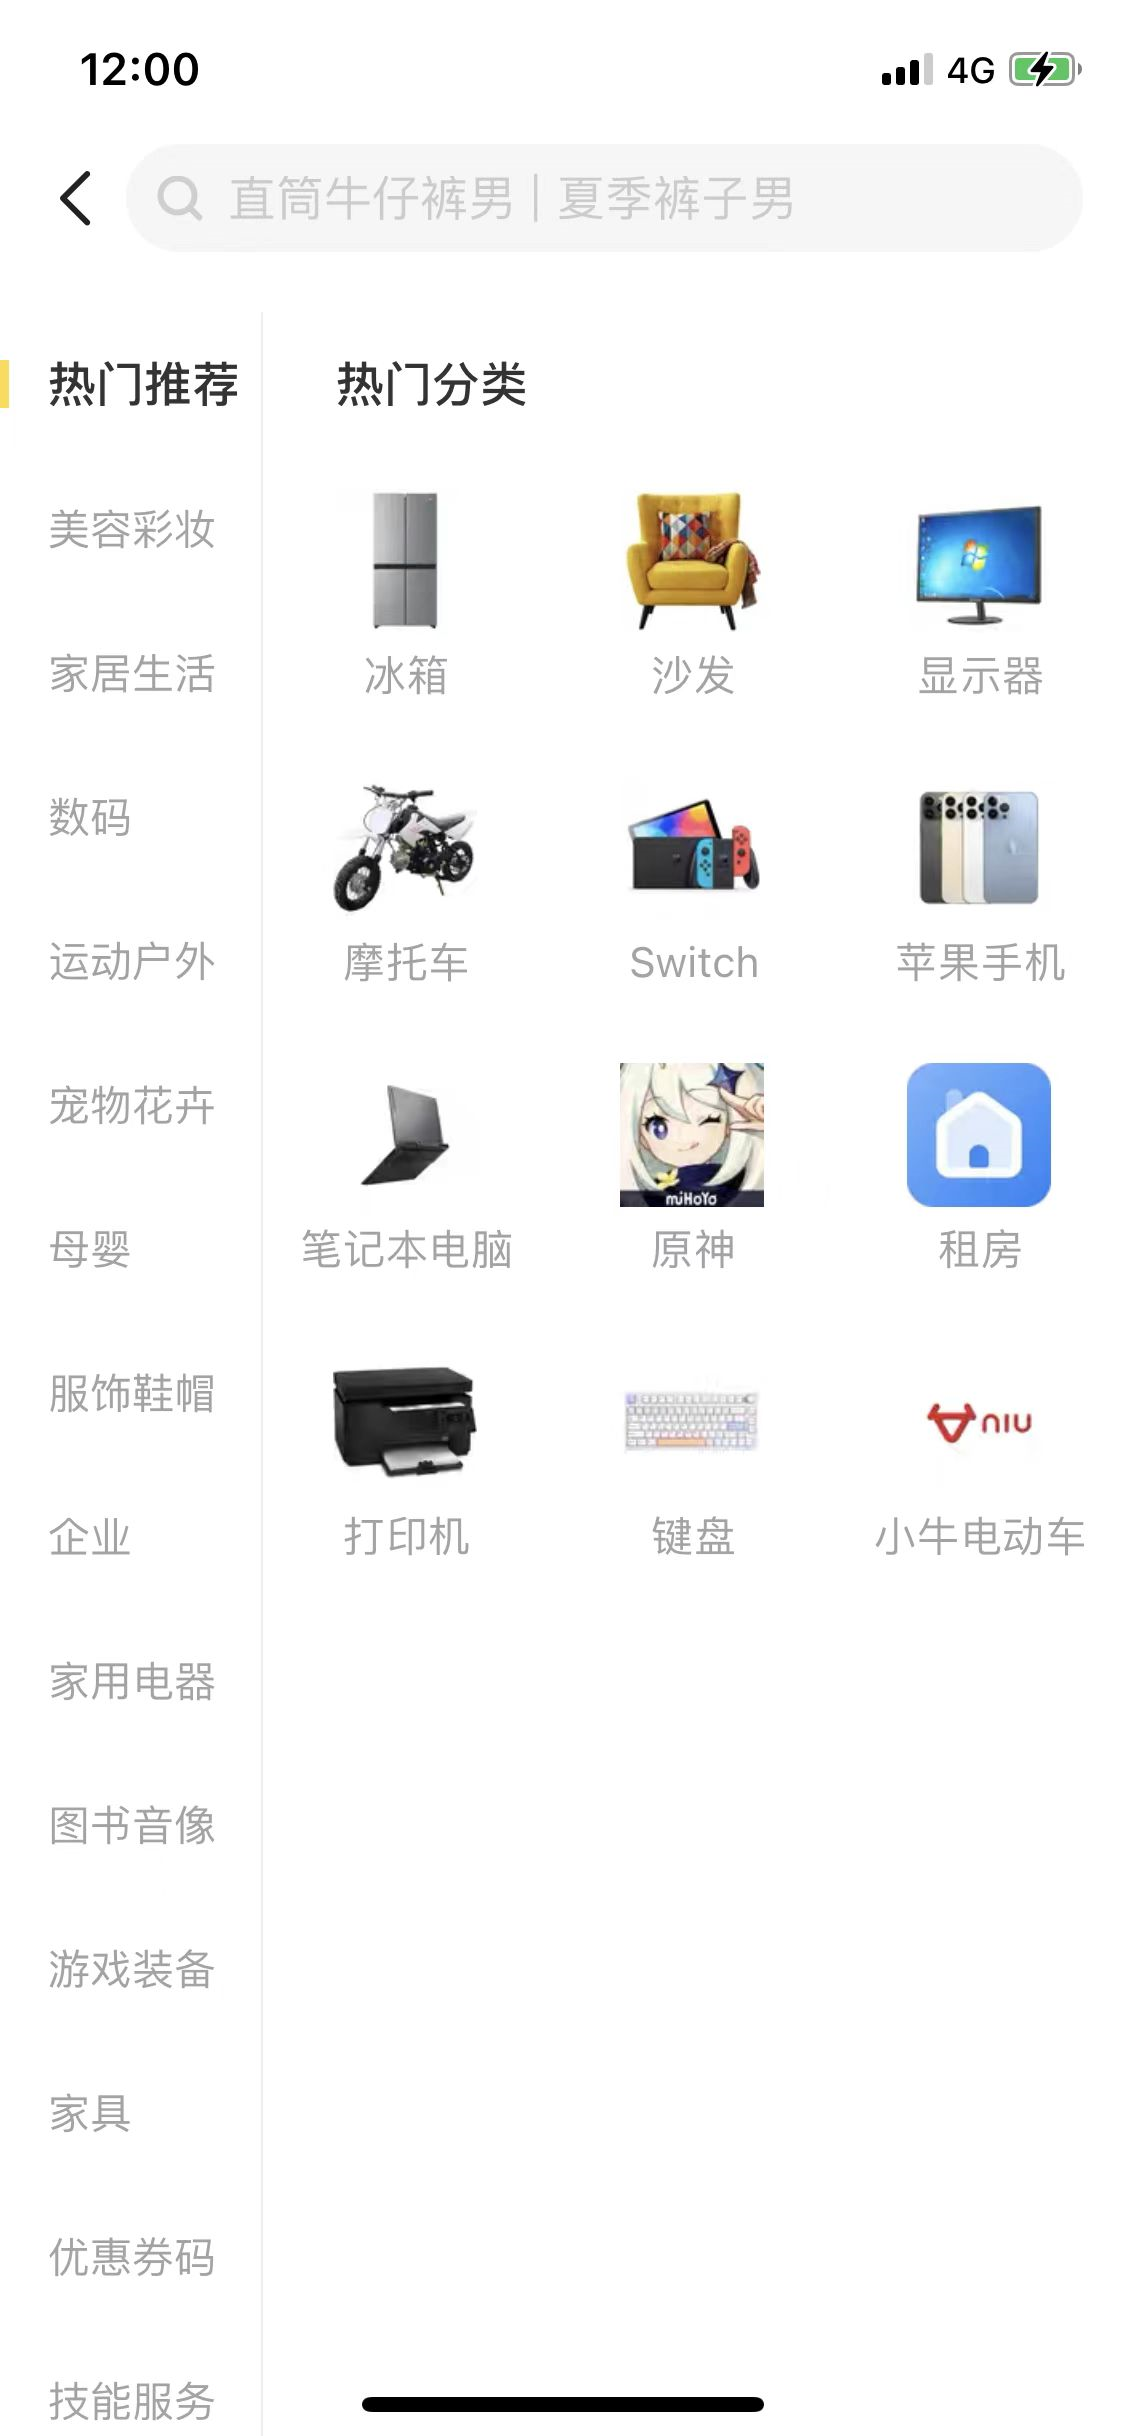 12:00
4G
直筒牛仔裤男 | 夏季裤子男
热门推荐
美容彩妆
家居生活
数码
运动户外
宠物花卉
母婴
服饰鞋帽
企业
家用电器
图书音像
游戏装备
家具
优惠券码
技能服务
热门分类
冰箱
沙发
显示器
摩托车
Switch
苹果手机
miHoYo
笔记本电脑
原神
租房
niu
打印机
键盘
小牛电动车